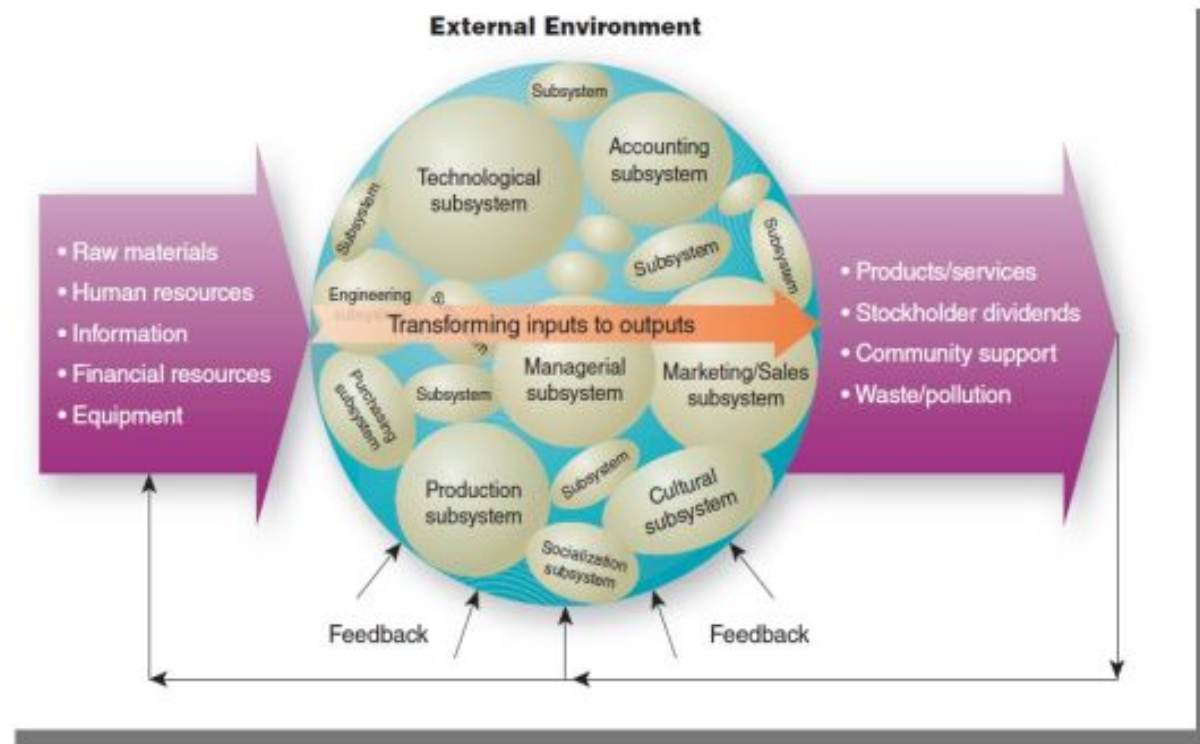 External Environment
Subsystem
Technological
subsystem
Accounting
subsystem
Subsystem
Subsystem
Subsystem
• Raw materials
• Human resources
• Information
• Financial resources
• Equipment
Engineering
subsystem
Transforming inputs to outputs
• Products/services
• Stockholder dividends
• Community support
• Waste/pollution
Purchasing
subsystem
Subsystem
Managerial
subsystem
Marketing/Sales
subsystem
Production
subsystem
Subsystem
Cultural
subsystem
Socialization
subsystem
Feedback
Feedback